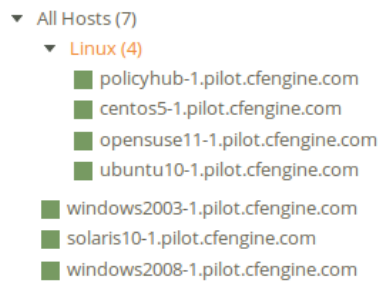 All Hosts (7)
Linux (4)
policyhub-1.pilot.cfengine.com
centos5-1.pilot.cfengine.com
opensuse11-1.pilot.cfengine.com
ubuntu10-1.pilot.cfengine.com
windows2003-1.pilot.cfengine.com
solaris10-1.pilot.cfengine.com
windows2008-1.pilot.cfengine.com